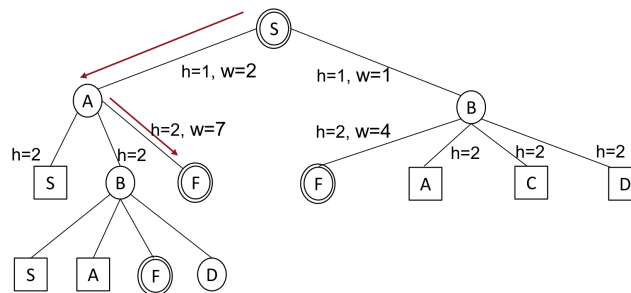 S
h=1, w=2
h=1, w=1
A
B
h=2, w=7
h=2, w=4
h=2
h=2
h=2
h=2
h=2
S
B
F
F
A
C
D
S
A
F
D